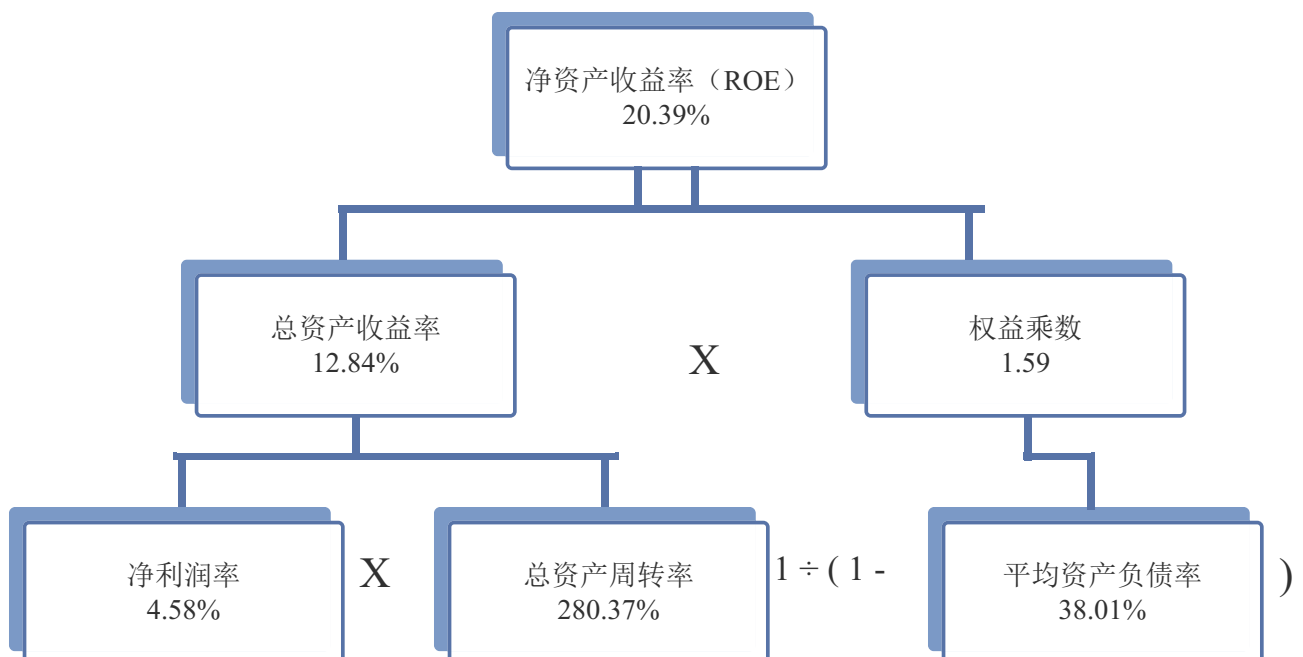 净资产收益率（ROE）
20.39%
总资产收益率
12.84%
X
权益乘数
1.59
净利润率
4.58%
X
总资产周转率
280.37%
1 ÷ ( 1 -
平均资产负债率
38.01%
)